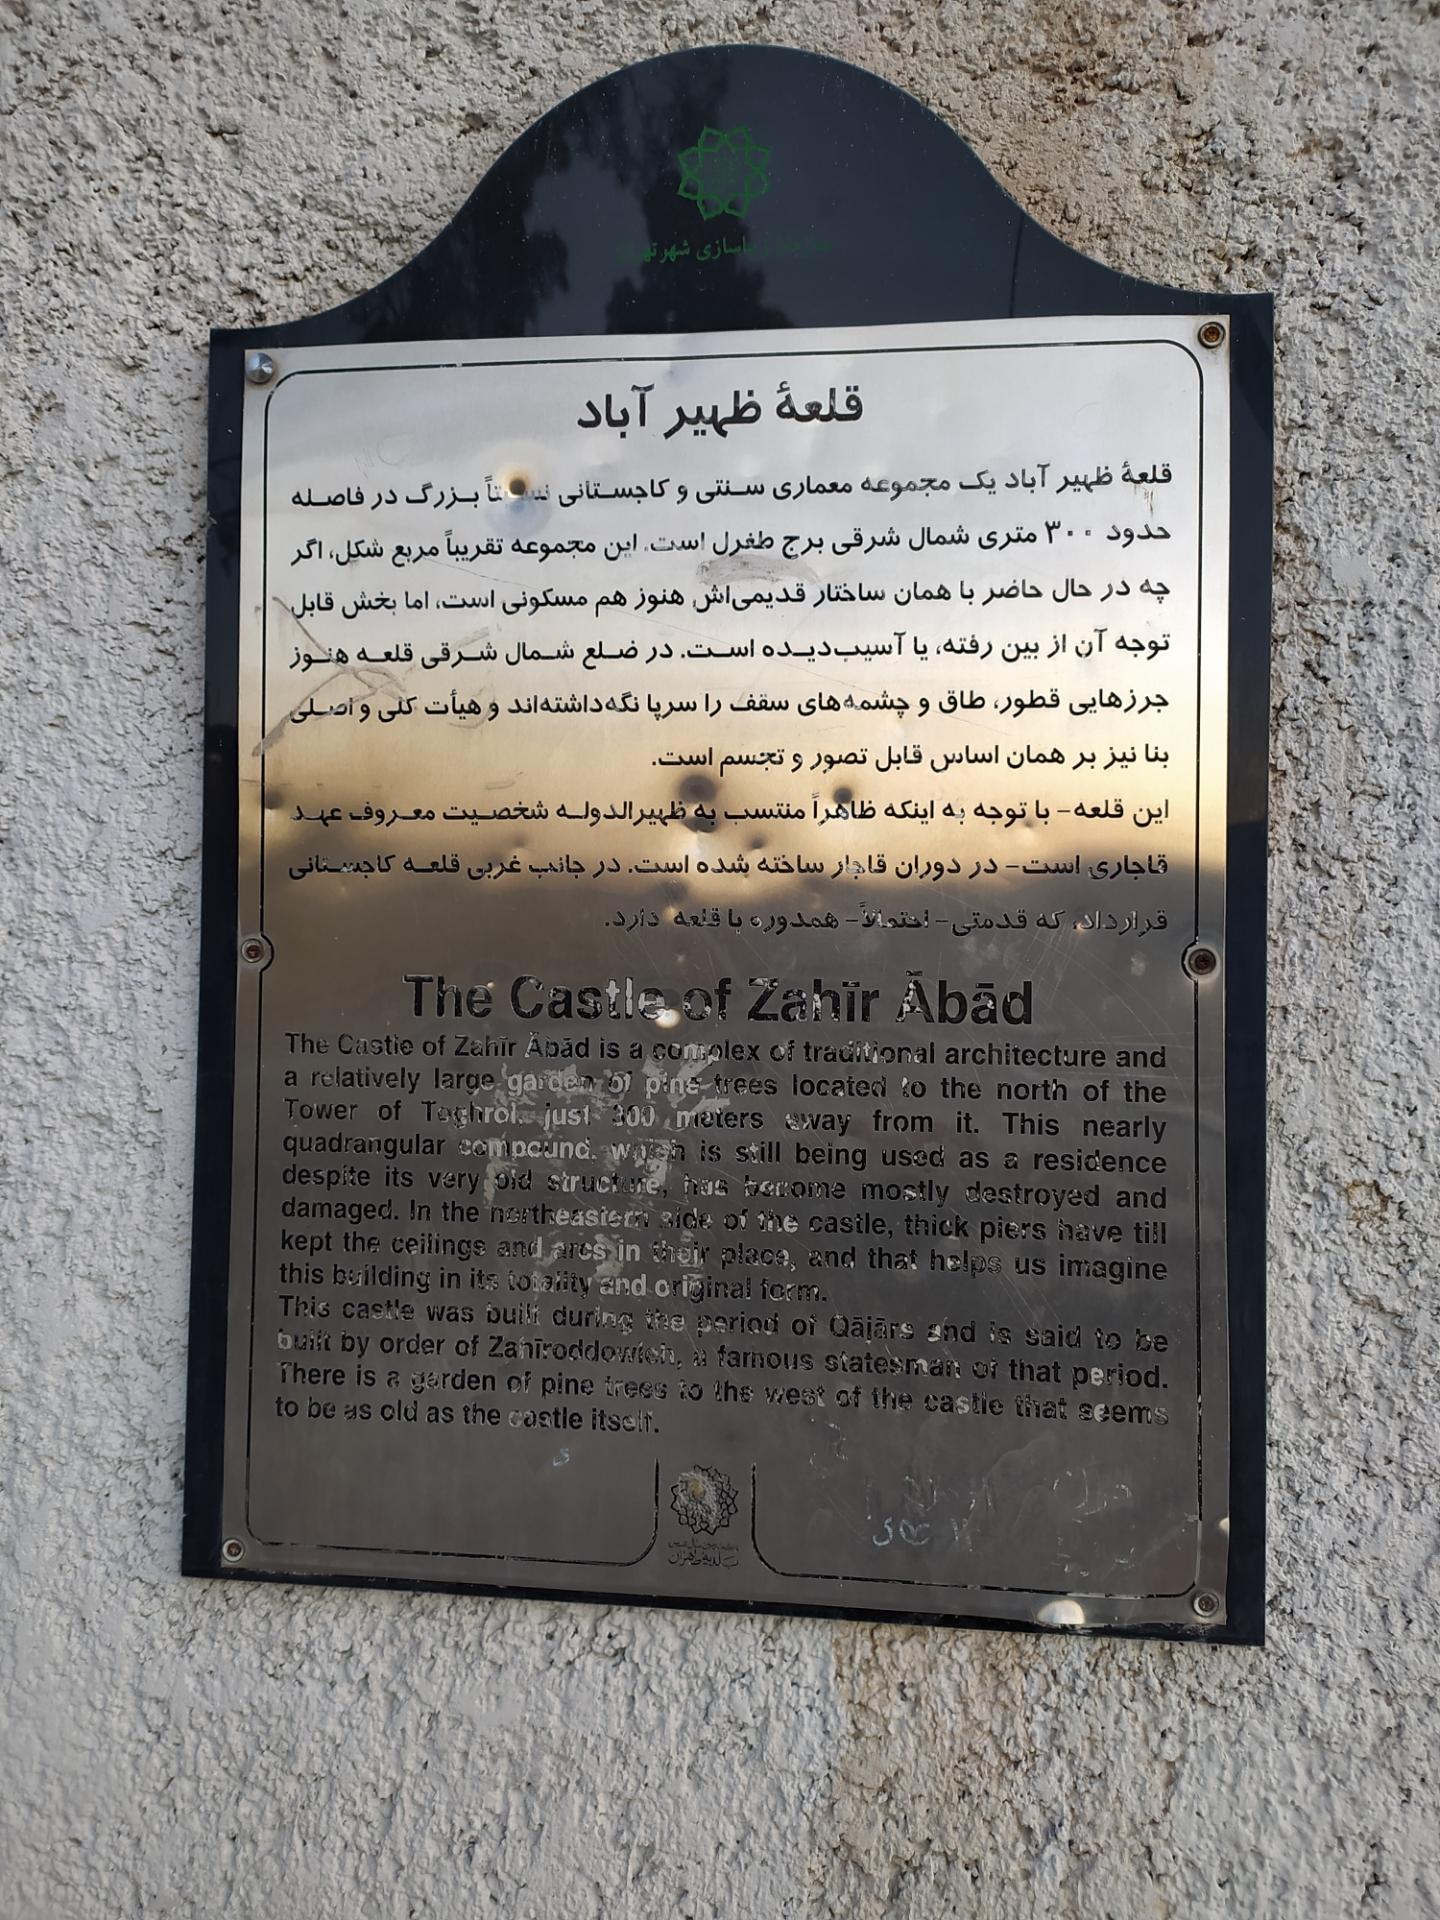 زیباسازی شهر تهران
قلعهٔ ظهیر آباد
قلعهٔ ظهیر آباد یک مجموعه معماری سنتی و کاجستانی نسبتاً بزرگ در فاصله
حدود ۳۰۰ متری شمال شرقی برج طغرل است. این مجموعه تقریباً مربع شکل، اگر
چه در حال حاضر با همان ساختار قدیمی‌اش هنوز هم مسکونی است، اما بخش قابل
توجه آن از بین رفته، یا آسیب‌دیده است. در ضلع شمال شرقی قلعه هنوز
جرزهایی قطور، طاق و چشمه‌های سقف را سرپا نگه‌داشته‌اند و هیأت کلی و اصلی
بنا نیز بر همان اساس قابل تصور و تجسم است.
این قلعه- با توجه به اینکه ظاهراً منتسب به ظهیرالدوله شخصیت معروف عهد
قاجاری است- در دوران قاجار ساخته شده است. در جانب غربی قلعه کاجستانی
قرارداد، که قدمتی- احتمالاً- همدوره با قلعه دارد.
The Castle of Zahīr Ābād
The Castle of Zahīr Ābād is a complex of traditional architecture and
a relatively large garden of pine trees located to the north of the
Tower of Toghrol, just 300 meters away from it. This nearly
quadrangular compound, which is still being used as a residence
despite its very old structure, has become mostly destroyed and
damaged. In the northeastern side of the castle, thick piers have till
kept the ceilings and arcs in their place, and that helps us imagine
this building in its totality and original form.
This castle was built during the period of Qājārs and is said to be
built by order of Zahīroddowleh, a famous statesman of that period.
There is a garden of pine trees to the west of the castle that seems
to be as old as the castle itself.